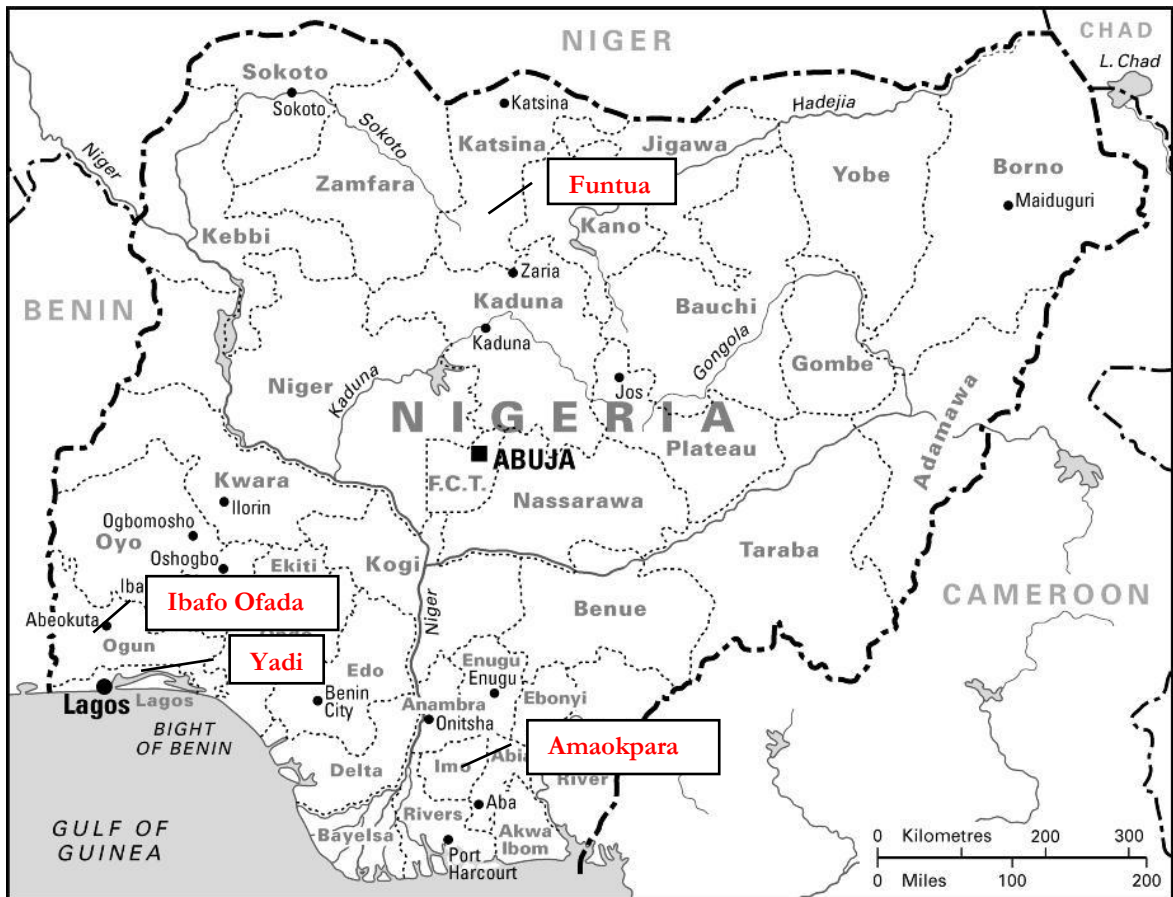 NIGER
CHAD
L. Chad
Sokoto
Sokoto
Katsina
Hadejia
Sokoto
Katsina
Jigawa
Niger
Zamfara
Funtua
Yobe
Borno
Maiduguri
Kano
Kebbi
Zaria
BENIN
Kaduna
Bauchi
Kaduna
Gongola
Gombe
Niger
Kaduna
Jos
NIGERIA
Adamawa
Plateau
ABUJA
F.C.T.
Kwara
Nassarawa
Ilorin
Ogbomosho
Oyo
Oshogbo
Kogi
Taraba
Ekiti
Iba
Ibafo Ofada
Benue
CAMEROON
Abeokuta
Niger
Ogun
Yadi
Edo
Enugu
Enugu
Benin
City
Ebonyi
Lagos
Lagos
Anambra
Onitsha
BIGHT
OF BENIN
Amaokpara
Imo
Abia
River
Delta
Aba
Rivers
Bayelsa
Akwa
Ibom
GULF OF
GUINEA
Port
Harcourt
0 Kilometres 200 300
0 Miles 100 200